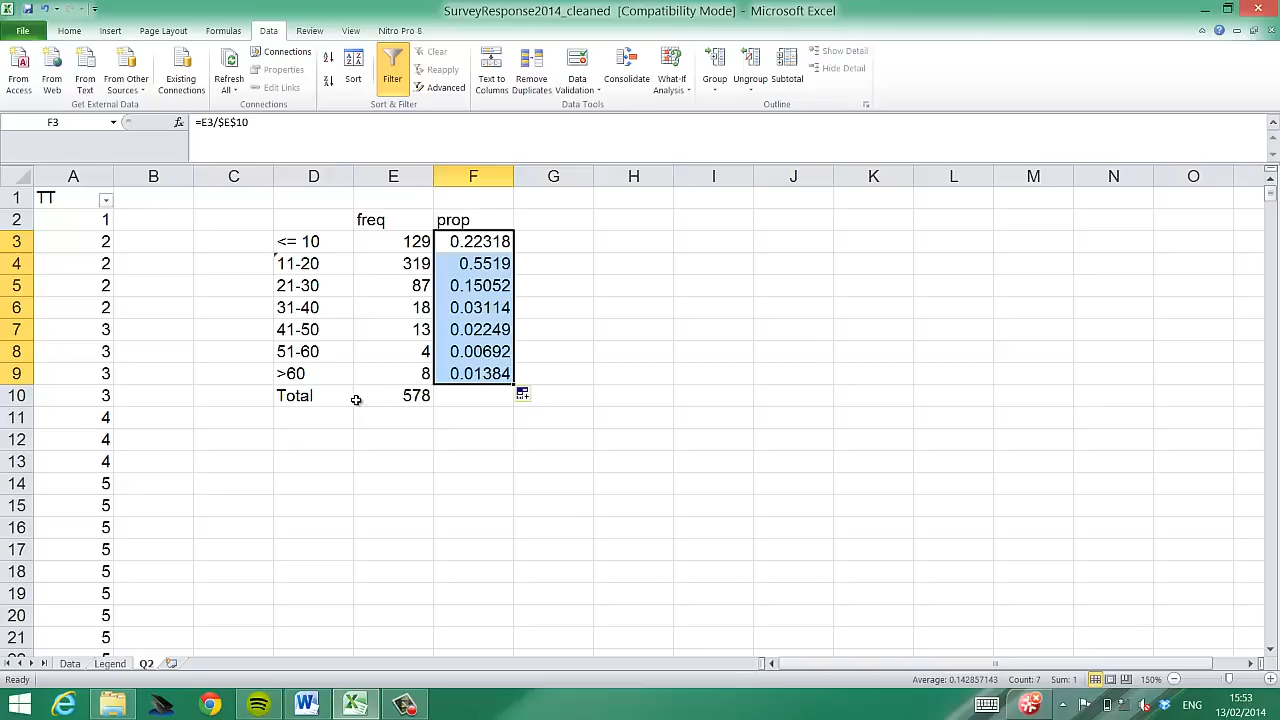 SurveyResponse2014_cleaned [Compatibility Mode] - Microsoft Excel
File Home Insert Page Layout Formulas Data Review View Nitro Pro 8
From Access
From Web
From Text
From Other Sources
Existing Connections
Get External Data
Refresh All
Connections
Properties
Edit Links
Connections
Sort
Filter
Clear
Reapply
Advanced
Sort & Filter
Text to Columns
Remove Duplicates
Data Validation
Consolidate
What-If Analysis
Data Tools
Group
Ungroup
Subtotal
Show Detail
Hide Detail
Outline
F3 fx =E3/$E$10
A B C D E F G H I J K L M N O
1 TT
2 1 freq prop
3 2 <= 10 129 0.22318
4 2 11-20 319 0.5519
5 2 21-30 87 0.15052
6 2 31-40 18 0.03114
7 3 41-50 13 0.02249
8 3 51-60 4 0.00692
9 3 >60 8 0.01384
10 3 Total 578
11 4
12 4
13 4
14 5
15 5
16 5
17 5
18 5
19 5
20 5
21 5
Data Legend Q2
Ready Average: 0.142857143 Count: 7 Sum: 1 150%
ENG 15:53
13/02/2014